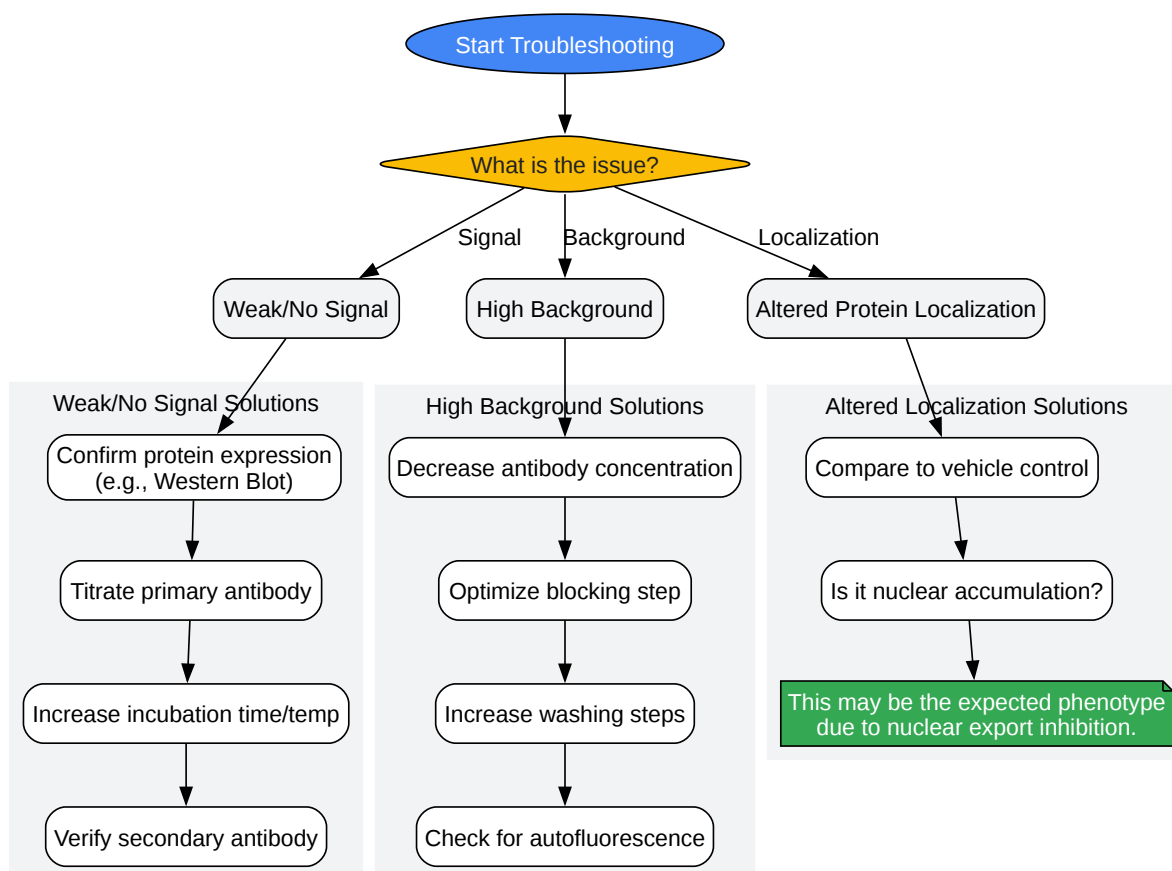 Start Troubleshooting
What is the issue?
Signal
Background
Localization
Weak/No Signal
High Background
Altered Protein Localization
Weak/No Signal Solutions
High Background Solutions
Altered Localization Solutions
Confirm protein expression
(e.g., Western Blot)
Decrease antibody concentration
Compare to vehicle control
Titrate primary antibody
Optimize blocking step
Is it nuclear accumulation?
Increase incubation time/temp
Increase washing steps
This may be the expected phenotype
due to nuclear export inhibition.
Verify secondary antibody
Check for autofluorescence